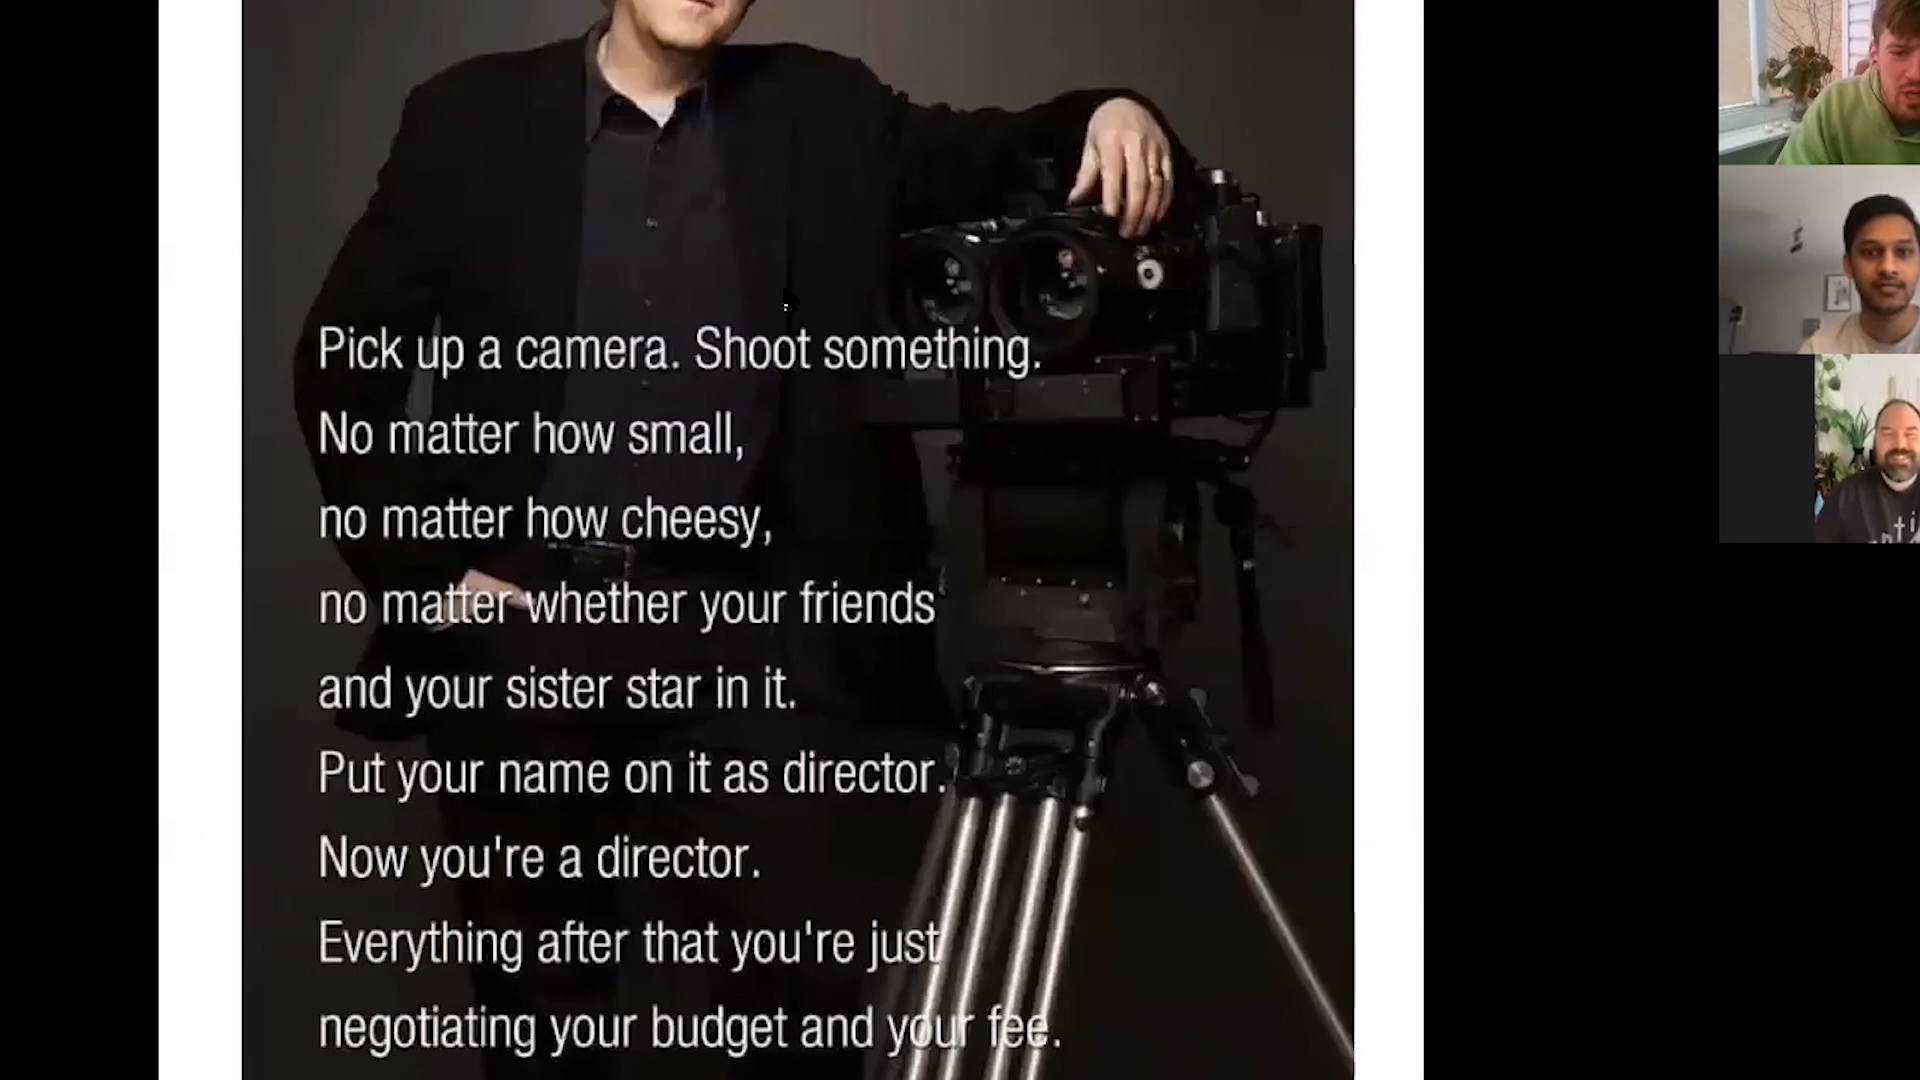 Pick up a camera. Shoot something.
No matter how small,
no matter how cheesy,
no matter whether your friends
and your sister star in it.
Put your name on it as director.
Now you're a director.
Everything after that you're just
negotiating your budget and your fee.